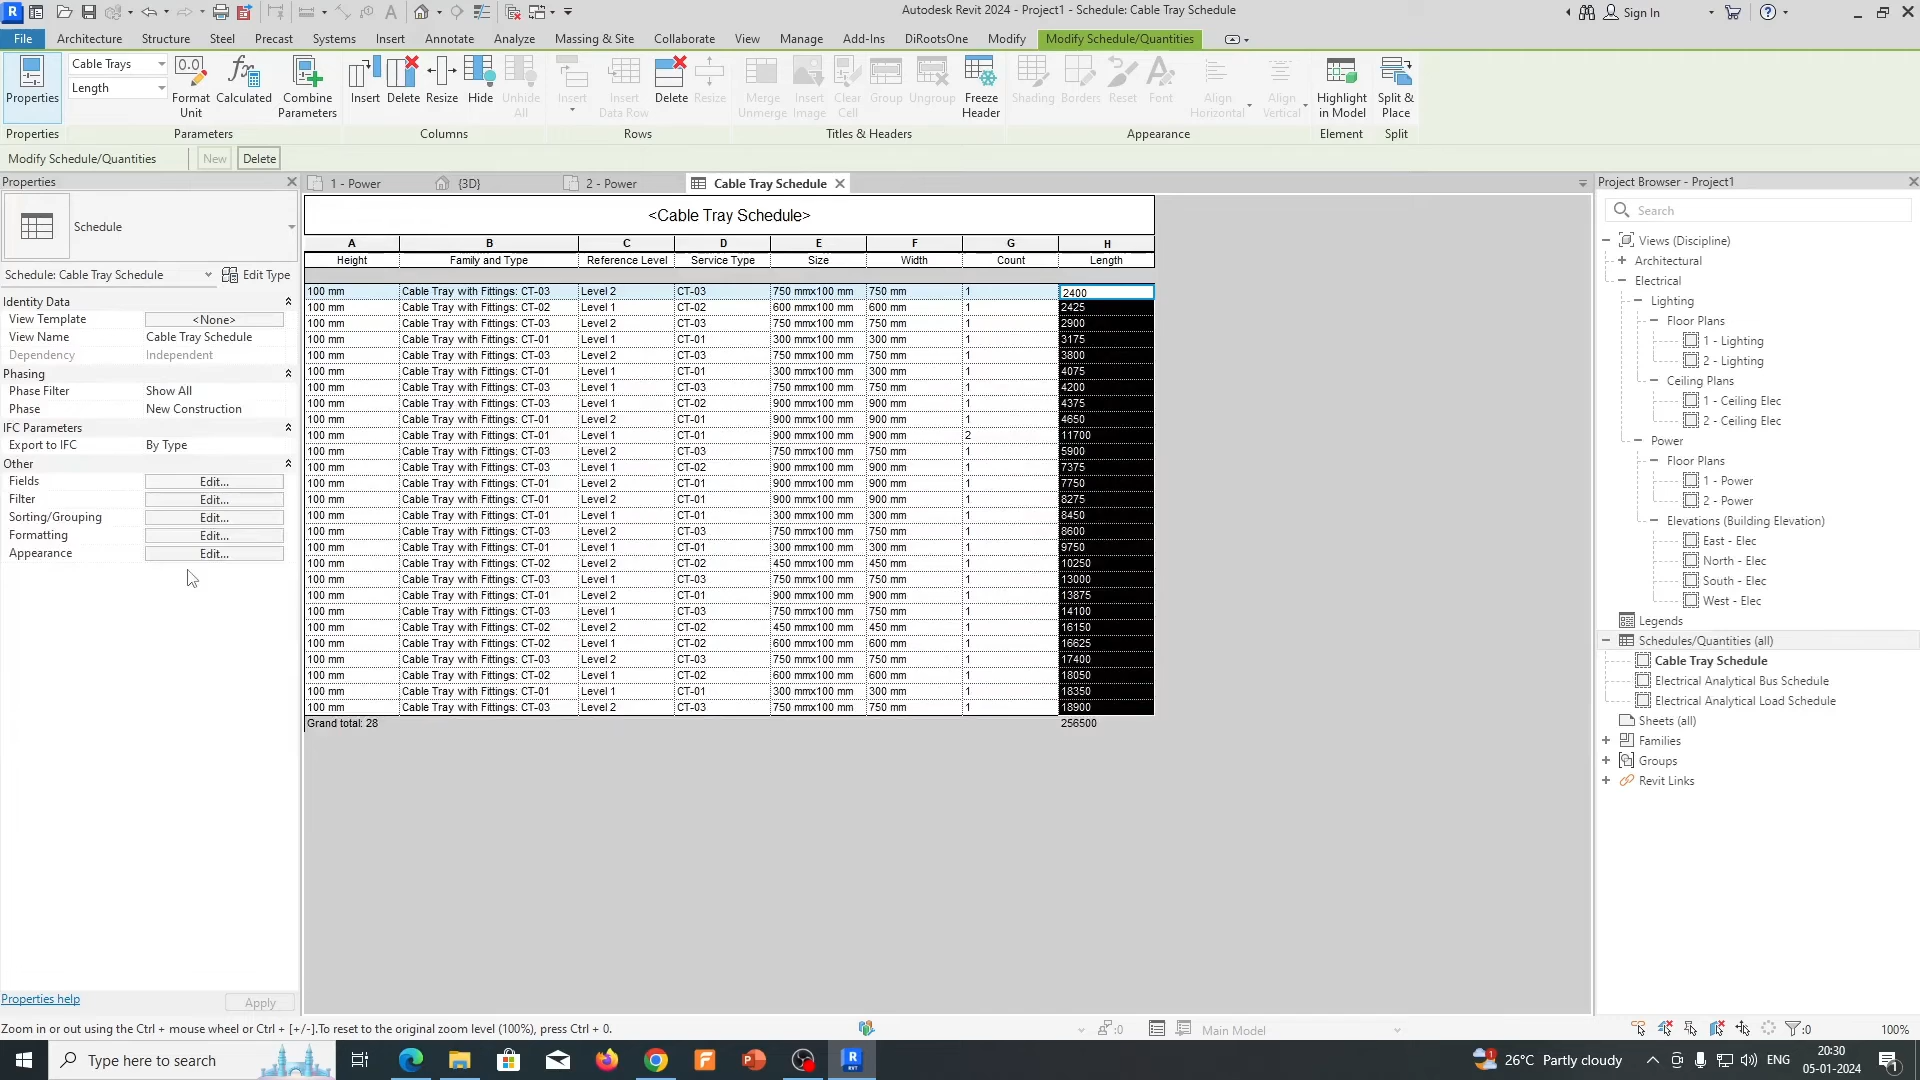 Autodesk Revit 2024 - Project1 - Schedule: Cable Tray Schedule
Sign In
File Architecture Structure Steel Precast Systems Insert Annotate Analyze Massing & Site Collaborate View Manage Add-Ins DiRootsOne Modify Modify Schedule/Quantities
Cable Trays
Length
Properties
Format Unit
Calculated
Combine Parameters
Insert
Delete
Resize
Hide
Unhide All
Insert
Insert Data Row
Delete
Resize
Merge Unmerge
Insert Image
Clear Cell
Group
Ungroup
Freeze Header
Shading
Borders
Reset
Font
Align Horizontal
Align Vertical
Highlight in Model
Split & Place
Properties Parameters Columns Rows Titles & Headers Appearance Element Split
Modify Schedule/Quantities New Delete
Properties
Schedule
Schedule: Cable Tray Schedule Edit Type
Identity Data
View Template <None>
View Name Cable Tray Schedule
Dependency Independent
Phasing
Phase Filter Show All
Phase New Construction
IFC Parameters
Export to IFC By Type
Other
Fields Edit...
Filter Edit...
Sorting/Grouping Edit...
Formatting Edit...
Appearance Edit...
Properties help Apply
1 - Power {3D} 2 - Power Cable Tray Schedule
<Cable Tray Schedule>
A B C D E F G H
Height Family and Type Reference Level Service Type Size Width Count Length
100 mm Cable Tray with Fittings: CT-03 Level 2 CT-03 750 mmx100 mm 750 mm 1 2400
100 mm Cable Tray with Fittings: CT-02 Level 1 CT-02 600 mmx100 mm 600 mm 1 2425
100 mm Cable Tray with Fittings: CT-03 Level 2 CT-03 750 mmx100 mm 750 mm 1 2900
100 mm Cable Tray with Fittings: CT-01 Level 1 CT-01 300 mmx100 mm 300 mm 1 3175
100 mm Cable Tray with Fittings: CT-03 Level 2 CT-03 750 mmx100 mm 750 mm 1 3800
100 mm Cable Tray with Fittings: CT-01 Level 1 CT-01 300 mmx100 mm 300 mm 1 4075
100 mm Cable Tray with Fittings: CT-03 Level 1 CT-03 750 mmx100 mm 750 mm 1 4200
100 mm Cable Tray with Fittings: CT-03 Level 1 CT-02 900 mmx100 mm 900 mm 1 4375
100 mm Cable Tray with Fittings: CT-01 Level 2 CT-01 900 mmx100 mm 900 mm 1 4650
100 mm Cable Tray with Fittings: CT-01 Level 1 CT-01 900 mmx100 mm 900 mm 2 11700
100 mm Cable Tray with Fittings: CT-03 Level 2 CT-03 750 mmx100 mm 750 mm 1 5900
100 mm Cable Tray with Fittings: CT-03 Level 1 CT-02 900 mmx100 mm 900 mm 1 7375
100 mm Cable Tray with Fittings: CT-01 Level 2 CT-01 900 mmx100 mm 900 mm 1 7750
100 mm Cable Tray with Fittings: CT-01 Level 2 CT-01 900 mmx100 mm 900 mm 1 8275
100 mm Cable Tray with Fittings: CT-01 Level 1 CT-01 300 mmx100 mm 300 mm 1 8450
100 mm Cable Tray with Fittings: CT-03 Level 2 CT-03 750 mmx100 mm 750 mm 1 8600
100 mm Cable Tray with Fittings: CT-01 Level 1 CT-01 300 mmx100 mm 300 mm 1 9750
100 mm Cable Tray with Fittings: CT-02 Level 2 CT-02 450 mmx100 mm 450 mm 1 10250
100 mm Cable Tray with Fittings: CT-03 Level 1 CT-03 750 mmx100 mm 750 mm 1 13000
100 mm Cable Tray with Fittings: CT-01 Level 2 CT-01 900 mmx100 mm 900 mm 1 13875
100 mm Cable Tray with Fittings: CT-03 Level 1 CT-03 750 mmx100 mm 750 mm 1 14100
100 mm Cable Tray with Fittings: CT-02 Level 2 CT-02 450 mmx100 mm 450 mm 1 16150
100 mm Cable Tray with Fittings: CT-02 Level 1 CT-02 600 mmx100 mm 600 mm 1 16625
100 mm Cable Tray with Fittings: CT-03 Level 2 CT-03 750 mmx100 mm 750 mm 1 17400
100 mm Cable Tray with Fittings: CT-02 Level 1 CT-02 600 mmx100 mm 600 mm 1 18050
100 mm Cable Tray with Fittings: CT-01 Level 1 CT-01 300 mmx100 mm 300 mm 1 18350
100 mm Cable Tray with Fittings: CT-03 Level 2 CT-03 750 mmx100 mm 750 mm 1 18900
Grand total: 28 256500
Project Browser - Project1
Search
Views (Discipline)
Architectural
Electrical
Lighting
Floor Plans
1 - Lighting
2 - Lighting
Ceiling Plans
1 - Ceiling Elec
2 - Ceiling Elec
Power
Floor Plans
1 - Power
2 - Power
Elevations (Building Elevation)
East - Elec
North - Elec
South - Elec
West - Elec
Legends
Schedules/Quantities (all)
Cable Tray Schedule
Electrical Analytical Bus Schedule
Electrical Analytical Load Schedule
Sheets (all)
Families
Groups
Revit Links
Zoom in or out using the Ctrl + mouse wheel or Ctrl + [+/-].To reset to the original zoom level (100%), press Ctrl + 0.
:0 Main Model :0 100%
Type here to search
26°C Partly cloudy ENG 20:30
05-01-2024